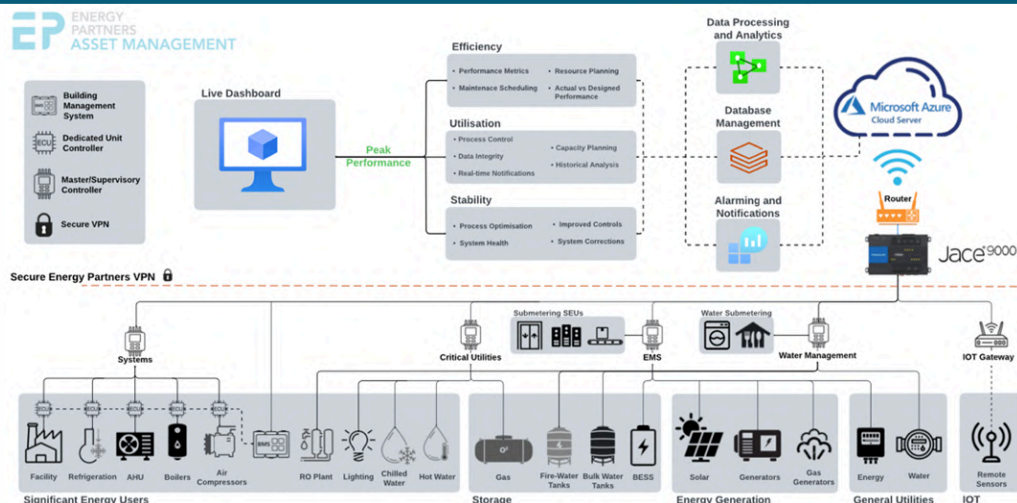 EP ENERGY
PARTNERS
ASSET MANAGEMENT
Building
Management
System
BMS
Dedicated Unit
Controller
ECU
Master/Supervisory
Controller
Secure VPN
Live Dashboard
Peak
Performance
Efficiency
• Performance Metrics
• Resource Planning
• Maintenace Scheduling
• Actual vs Designed
Performance
Utilisation
• Process Control
• Capacity Planning
• Data Integrity
• Historical Analysis
• Real-time Notifications
Stability
• Process Optimisation
• Improved Controls
• System Health
• System Corrections
Data Processing
and Analytics
Database
Management
Alarming and
Notifications
Microsoft Azure
Cloud Server
Router
Jace®9000
Secure Energy Partners VPN
Systems
Critical Utilities
Submetering SEUs
EMS
Water Submetering
Water Management
IOT Gateway
ECU
ECU
ECU
ECU
ECU
BMS
Facility
Refrigeration
AHU
Boilers
Air
Compressors
RO Plant
Lighting
Chilled
Water
Hot Water
O²
Gas
Fire-Water
Tanks
Bulk Water
Tanks
BESS
Solar
Generators
Gas
Generators
Energy
Water
Remote
Sensors
Significant Energy Users
Storage
Energy Generation
General Utilities
IOT